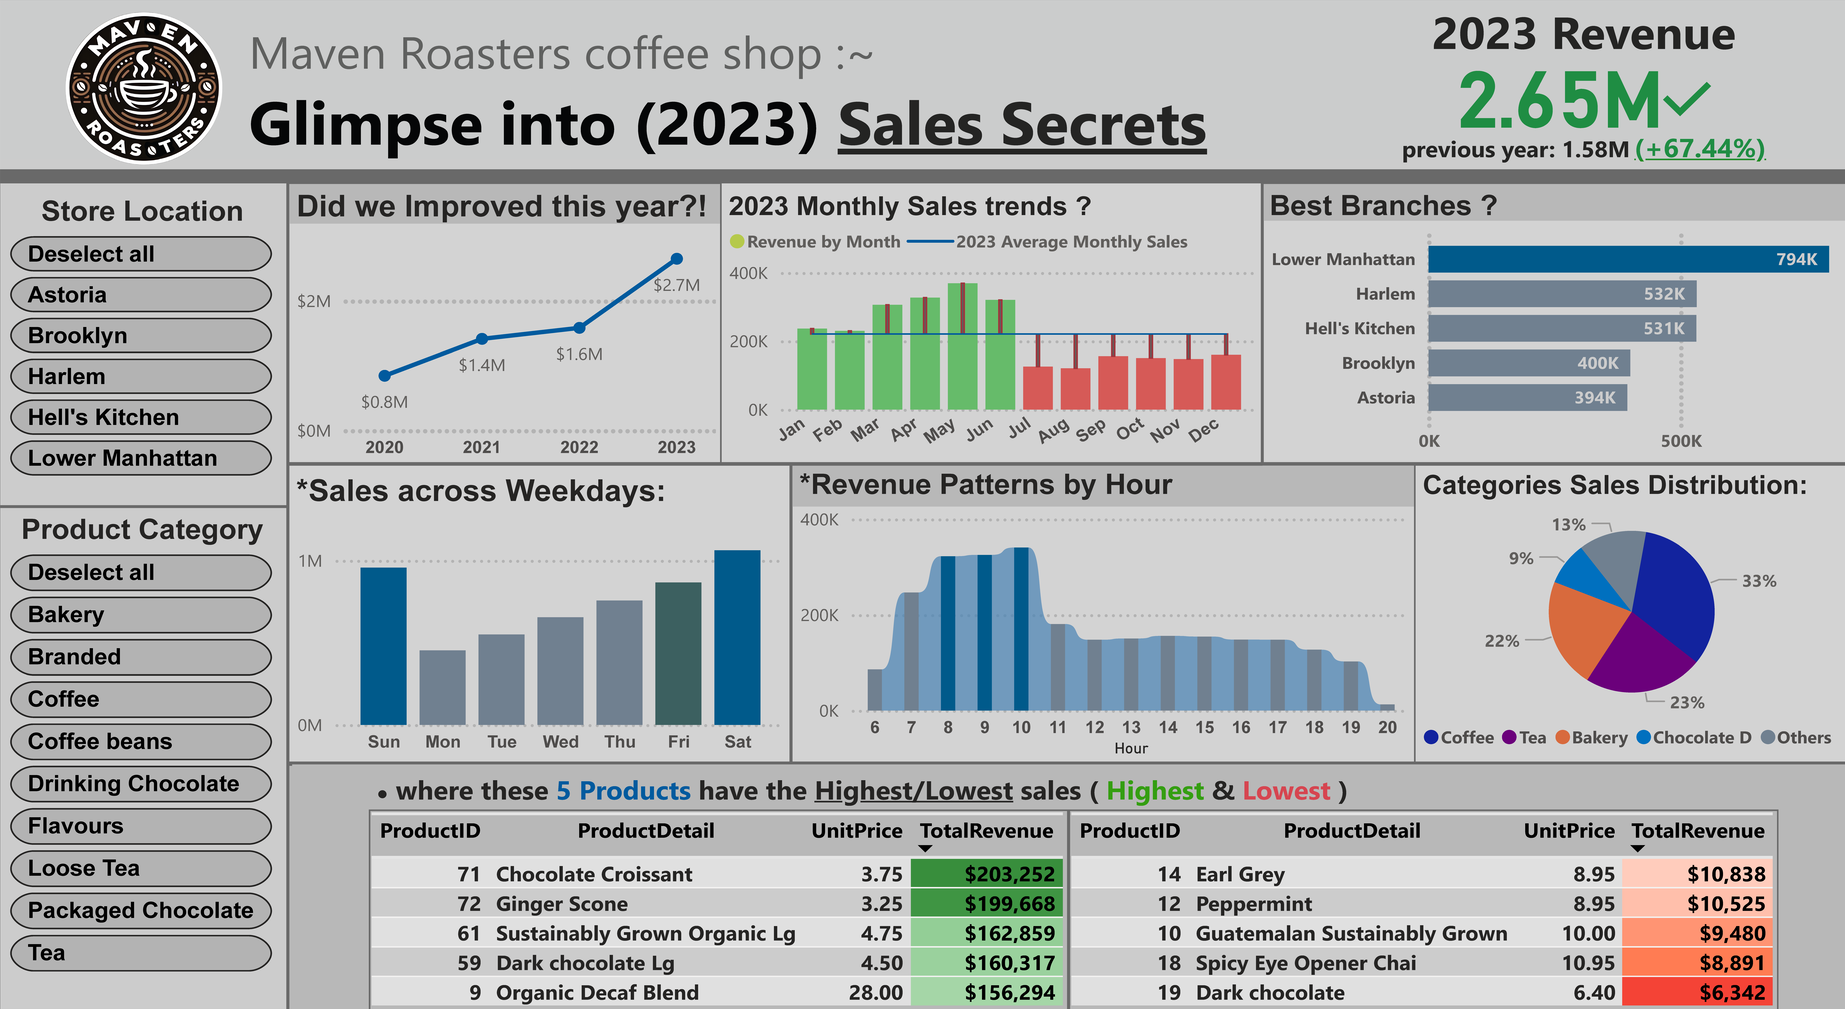 MAVEN
ROASTERS
Maven Roasters coffee shop :~
Glimpse into (2023) Sales Secrets
2023 Revenue
2.65M
previous year: 1.58M (+67.44%)
Store Location
Deselect all
Astoria
Brooklyn
Harlem
Hell's Kitchen
Lower Manhattan
Product Category
Deselect all
Bakery
Branded
Coffee
Coffee beans
Drinking Chocolate
Flavours
Loose Tea
Packaged Chocolate
Tea
Did we Improved this year?!
$2M
$0M
$0.8M
$1.4M
$1.6M
$2.7M
2020 2021 2022 2023
2023 Monthly Sales trends ?
Revenue by Month 2023 Average Monthly Sales
400K
200K
0K
Jan Feb Mar Apr May Jun Jul Aug Sep Oct Nov Dec
Best Branches ?
Lower Manhattan 794K
Harlem 532K
Hell's Kitchen 531K
Brooklyn 400K
Astoria 394K
0K 500K
*Sales across Weekdays:
1M
0M
Sun Mon Tue Wed Thu Fri Sat
*Revenue Patterns by Hour
400K
200K
0K
6 7 8 9 10 11 12 13 14 15 16 17 18 19 20
Hour
Categories Sales Distribution:
13%
9%
33%
22%
23%
Coffee Tea Bakery Chocolate D Others
• where these 5 Products have the Highest/Lowest sales ( Highest & Lowest )
ProductID ProductDetail UnitPrice TotalRevenue
71 Chocolate Croissant 3.75 $203,252
72 Ginger Scone 3.25 $199,668
61 Sustainably Grown Organic Lg 4.75 $162,859
59 Dark chocolate Lg 4.50 $160,317
9 Organic Decaf Blend 28.00 $156,294
ProductID ProductDetail UnitPrice TotalRevenue
14 Earl Grey 8.95 $10,838
12 Peppermint 8.95 $10,525
10 Guatemalan Sustainably Grown 10.00 $9,480
18 Spicy Eye Opener Chai 10.95 $8,891
19 Dark chocolate 6.40 $6,342